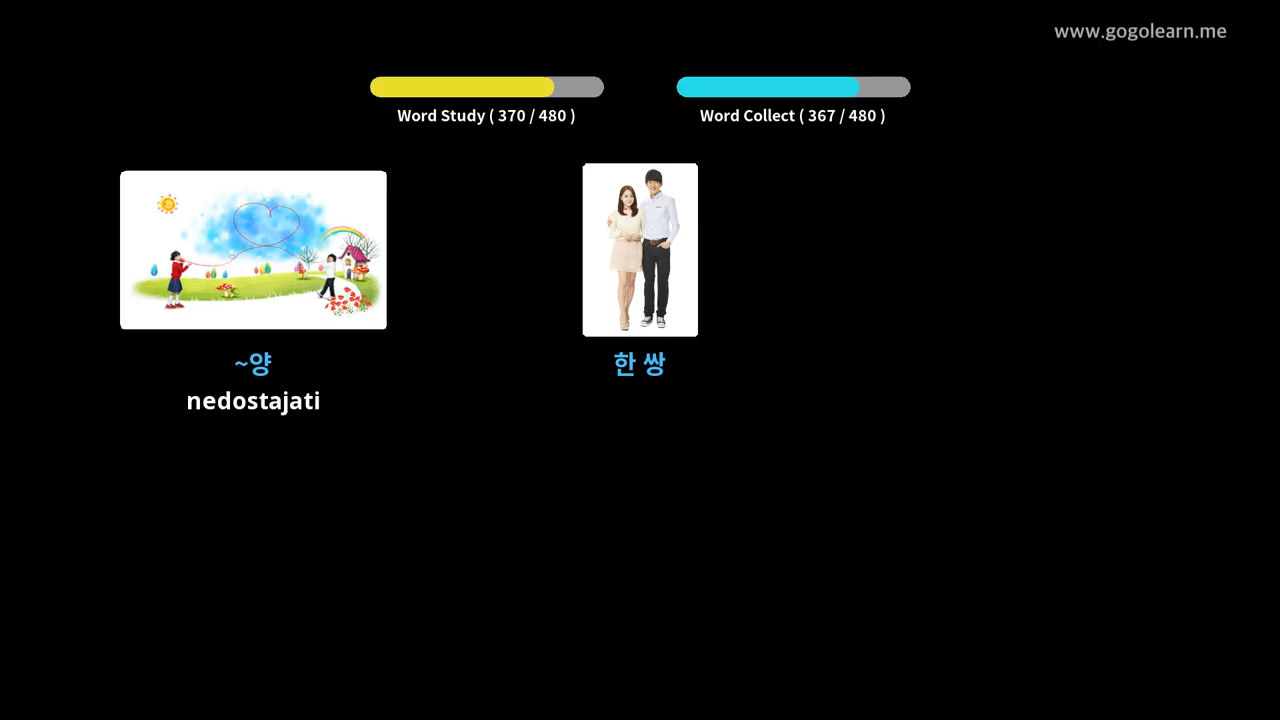 www.gogolearn.me
Word Study ( 370 / 480 )
Word Collect ( 367 / 480 )
~양
한 쌍
nedostajati